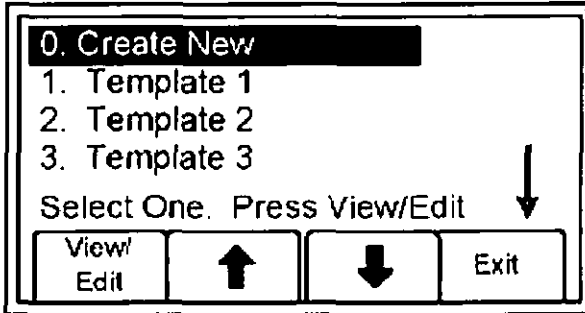 0. Create New
1. Template 1
2. Template 2
3. Template 3
Select One. Press View/Edit
View/
Edit
Exit